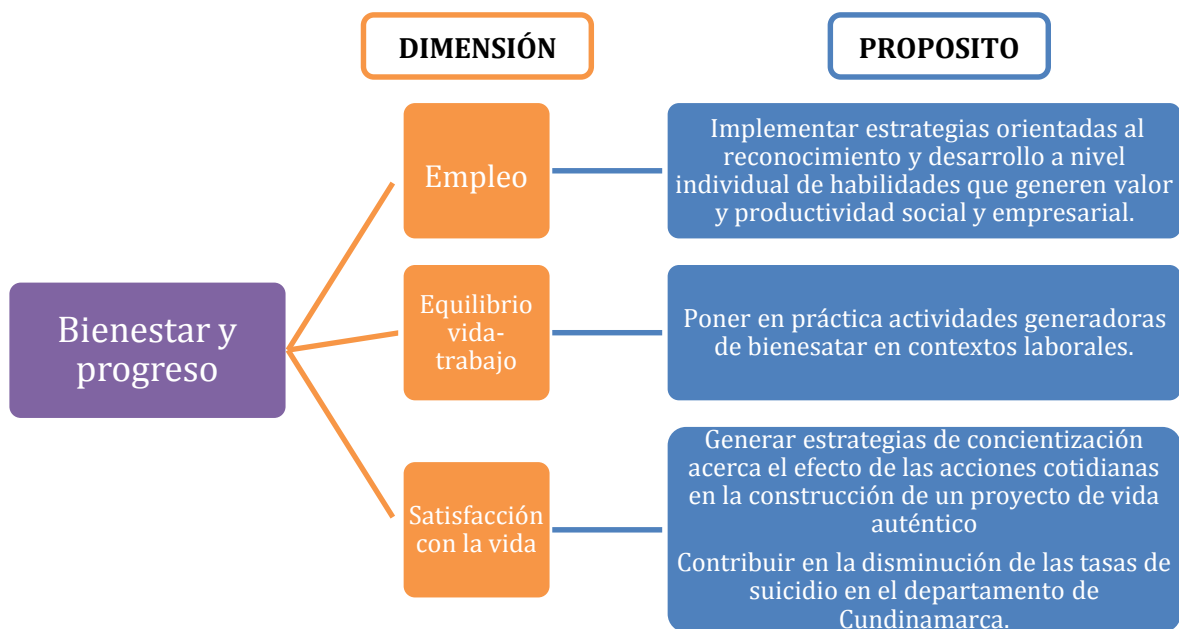 DIMENSIÓN
PROPOSITO
Bienestar y
progreso
Empleo
Implementar estrategias orientadas al
reconocimiento y desarrollo a nivel
individual de habilidades que generen valor
y productividad social y empresarial.
Equilibrio
vida-
trabajo
Poner en práctica actividades generadoras
de bienesatar en contextos laborales.
Satisfacción
con la vida
Generar estrategias de concientización
acerca el efecto de las acciones cotidianas
en la construcción de un proyecto de vida
auténtico
Contribuir en la disminución de las tasas de
suicidio en el departamento de
Cundinamarca.